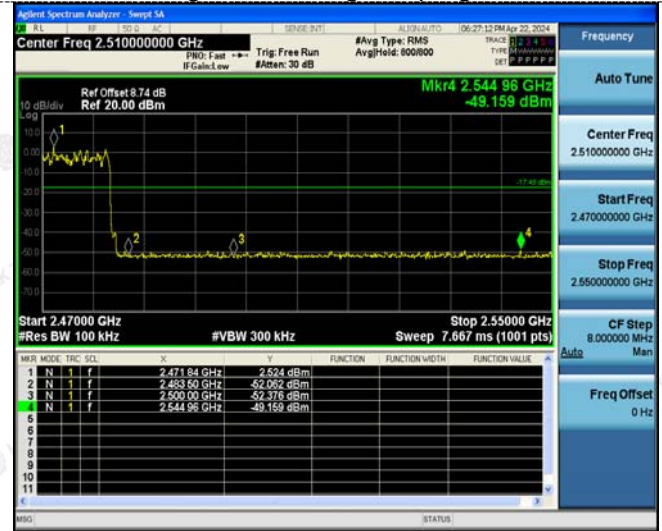 Agilent Spectrum Analyzer - Swept SA
RL RF 50 Ω AC SENSE:INT ALIGN AUTO 06:27:12 PM Apr 22, 2024
Center Freq 2.510000000 GHz
PNO: Fast
IFGain:Low
Trig: Free Run
#Atten: 30 dB
#Avg Type: RMS
Avg|Hold: 800/800
TRACE 1 2 3 4 5 6
TYPE M
DET P P P P P P
Frequency
Mkr4 2.544 96 GHz
-49.159 dBm
Ref Offset 8.74 dB
Ref 20.00 dBm
10 dB/div
Log
1
10.0
0.00
-10.0
-17.48 dBm
-20.0
-30.0
-40.0
2
3
4
-50.0
-60.0
-70.0
Start 2.47000 GHz
Stop 2.55000 GHz
#Res BW 100 kHz
#VBW 300 kHz
Sweep 7.667 ms (1001 pts)
MKR MODE TRC SCL X Y FUNCTION FUNCTION WIDTH FUNCTION VALUE
1 N 1 f 2.471 84 GHz 2.524 dBm
2 N 1 f 2.483 50 GHz -52.062 dBm
3 N 1 f 2.500 00 GHz -52.376 dBm
4 N 1 f 2.544 96 GHz -49.159 dBm
5
6
7
8
9
10
11
MSG STATUS
Auto Tune
Center Freq
2.510000000 GHz
Start Freq
2.470000000 GHz
Stop Freq
2.550000000 GHz
CF Step
8.000000 MHz
Auto Man
Freq Offset
0 Hz